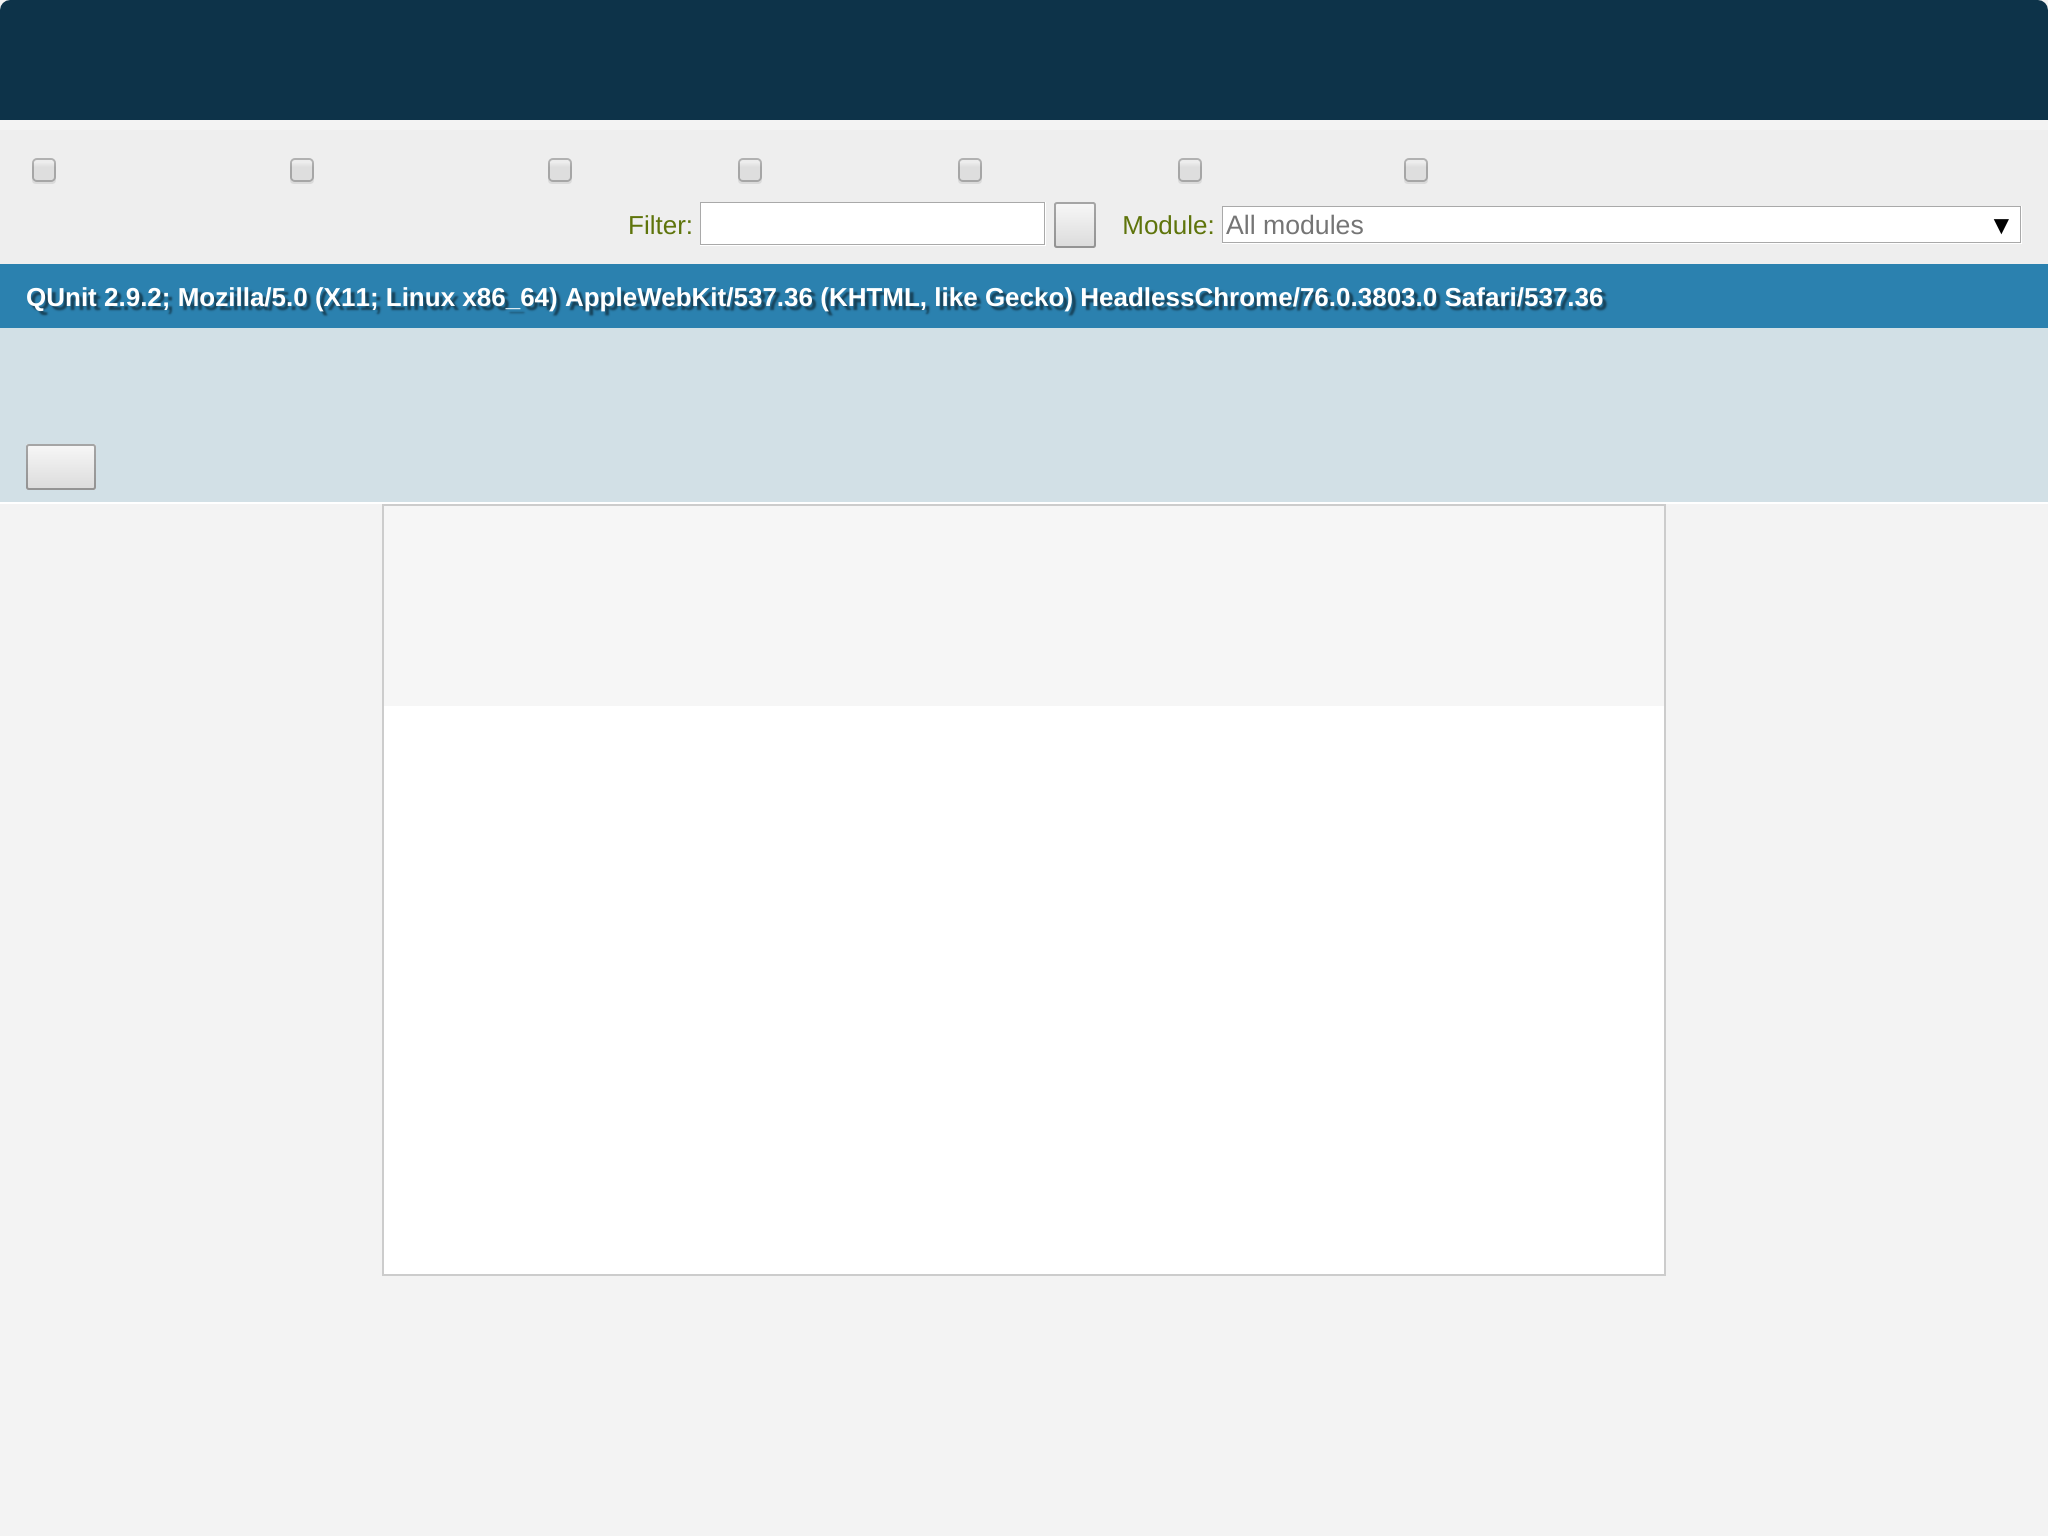 Filter: Module: All modules ▼
QUnit 2.9.2; Mozilla/5.0 (X11; Linux x86_64) AppleWebKit/537.36 (KHTML, like Gecko) HeadlessChrome/76.0.3803.0 Safari/537.36